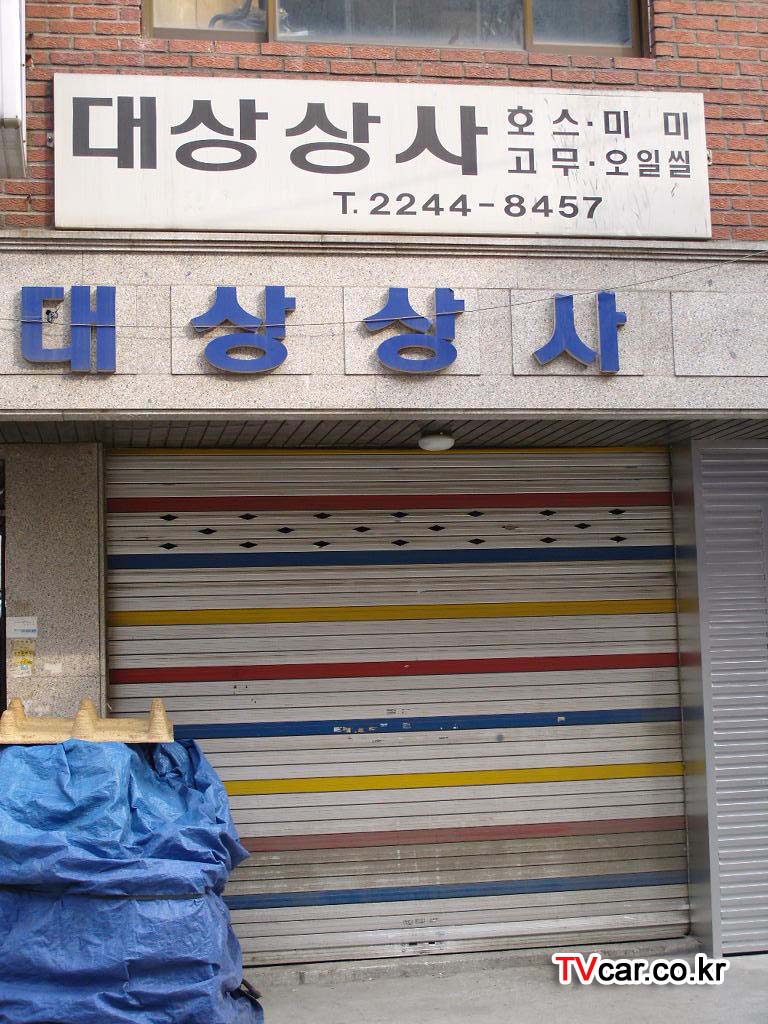 대상상사
호스·미미
고무·오일씰
T. 2244-8457
대상상사
TVcar.co.kr